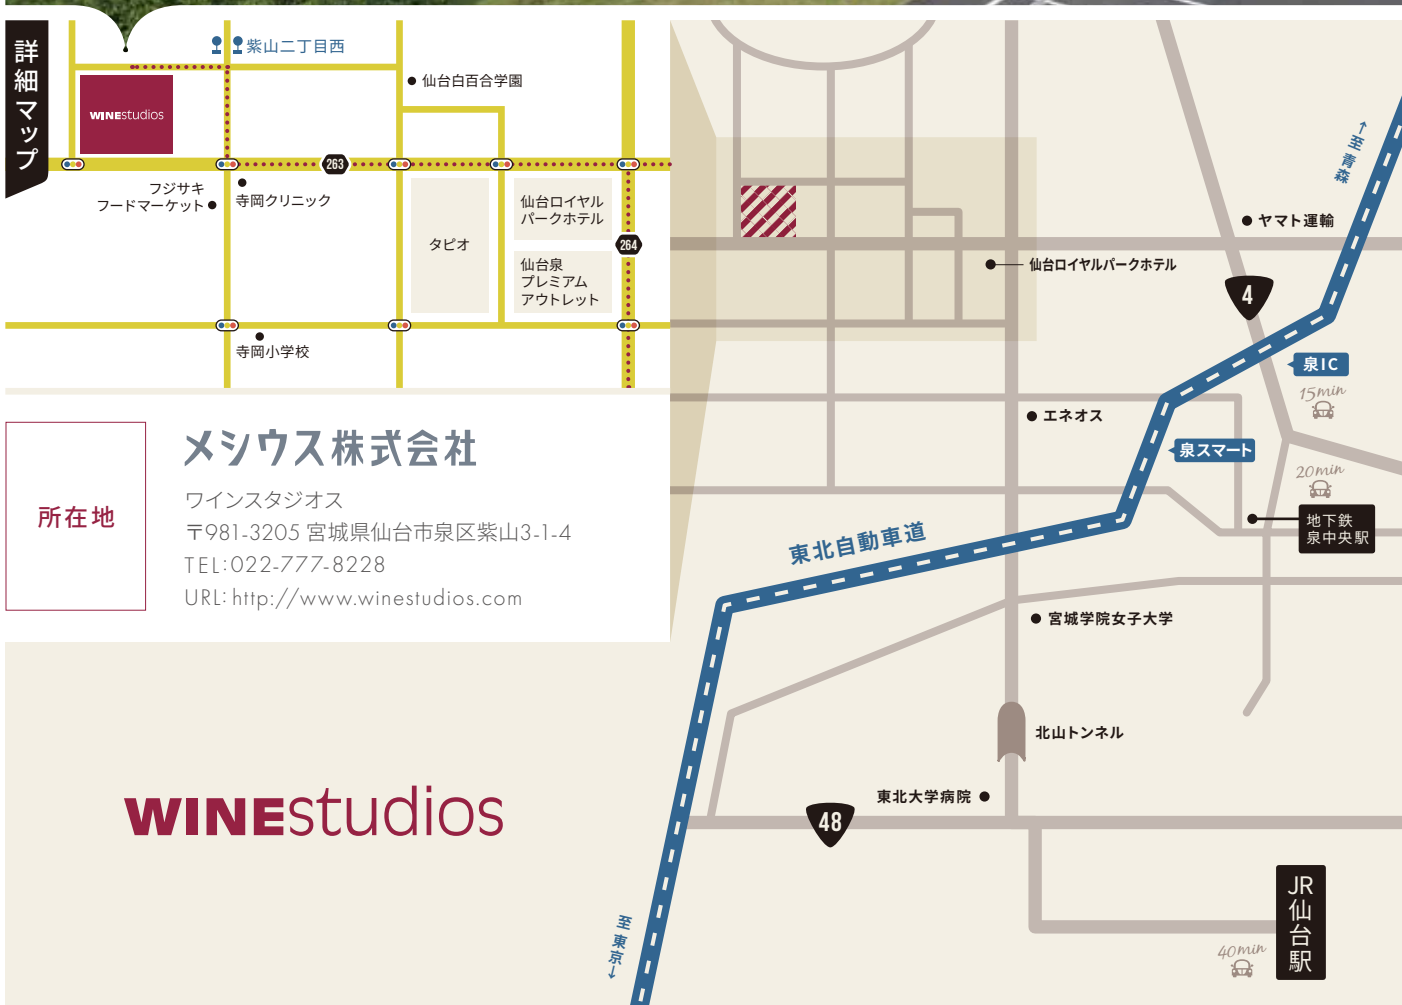 詳細マップ
紫山二丁目西
仙台白百合学園
WINEstudios
263
フジサキ
フードマーケット
寺岡クリニック
タピオ
仙台ロイヤル
パークホテル
264
仙台泉
プレミアム
アウトレット
寺岡小学校
所在地
メシウス株式会社
ワインスタジオス
〒981-3205 宮城県仙台市泉区紫山3-1-4
TEL:022-777-8228
URL:http://www.winestudios.com
WINEstudios
↑至 青森
ヤマト運輸
仙台ロイヤルパークホテル
4
泉IC
15min
エネオス
泉スマート
20min
地下鉄
泉中央駅
東北自動車道
宮城学院女子大学
北山トンネル
東北大学病院
48
JR仙台駅
40min
至 東京↓